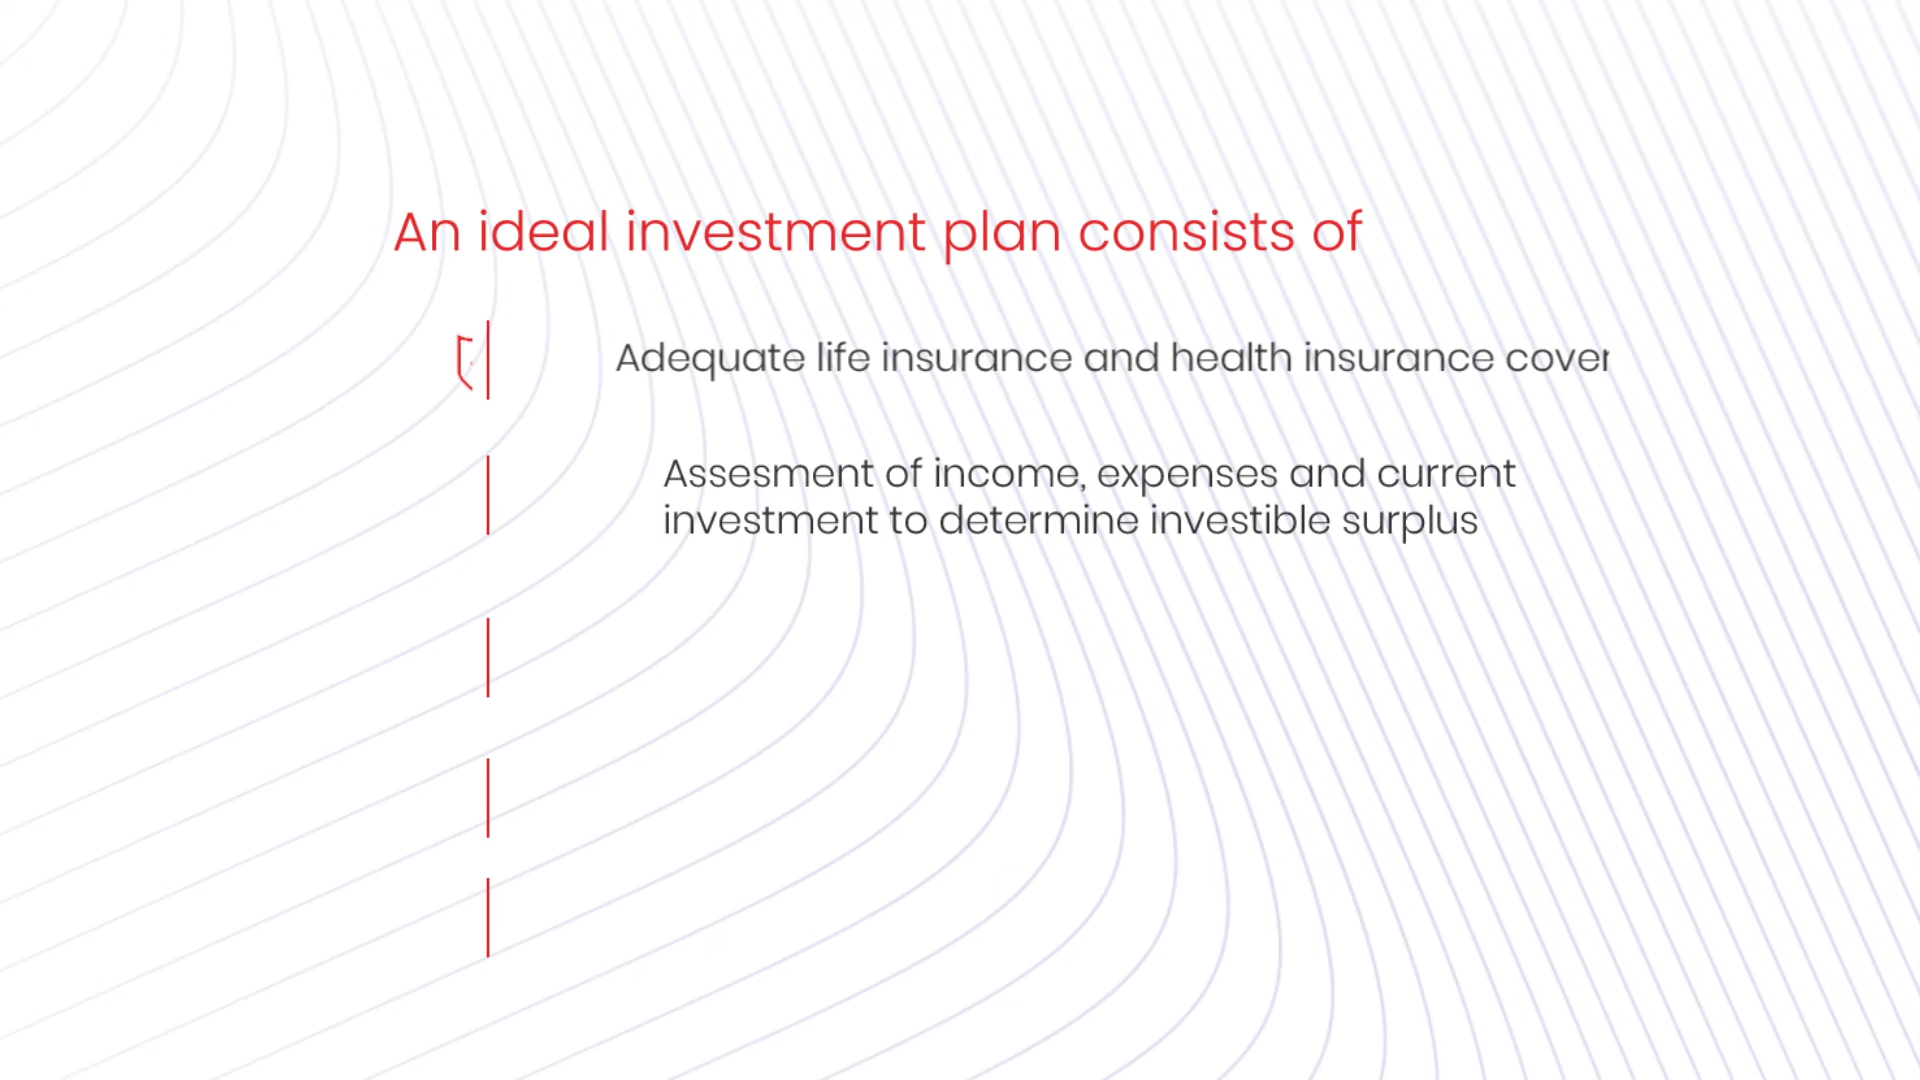 An ideal investment plan consists of
Adequate life insurance and health insurance cover
Assesment of income, expenses and current
investment to determine investible surplus